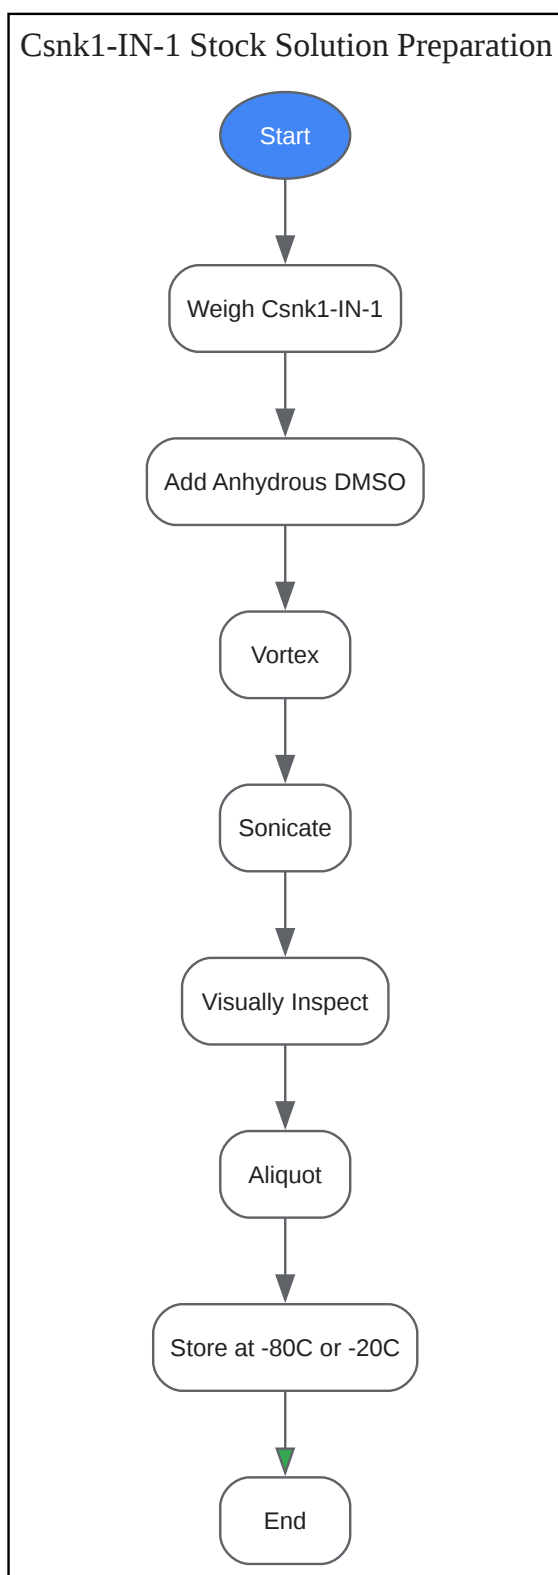 Csnk1-IN-1 Stock Solution Preparation
Start
Weigh Csnk1-IN-1
Add Anhydrous DMSO
Vortex
Sonicate
Visually Inspect
Aliquot
Store at -80C or -20C
End